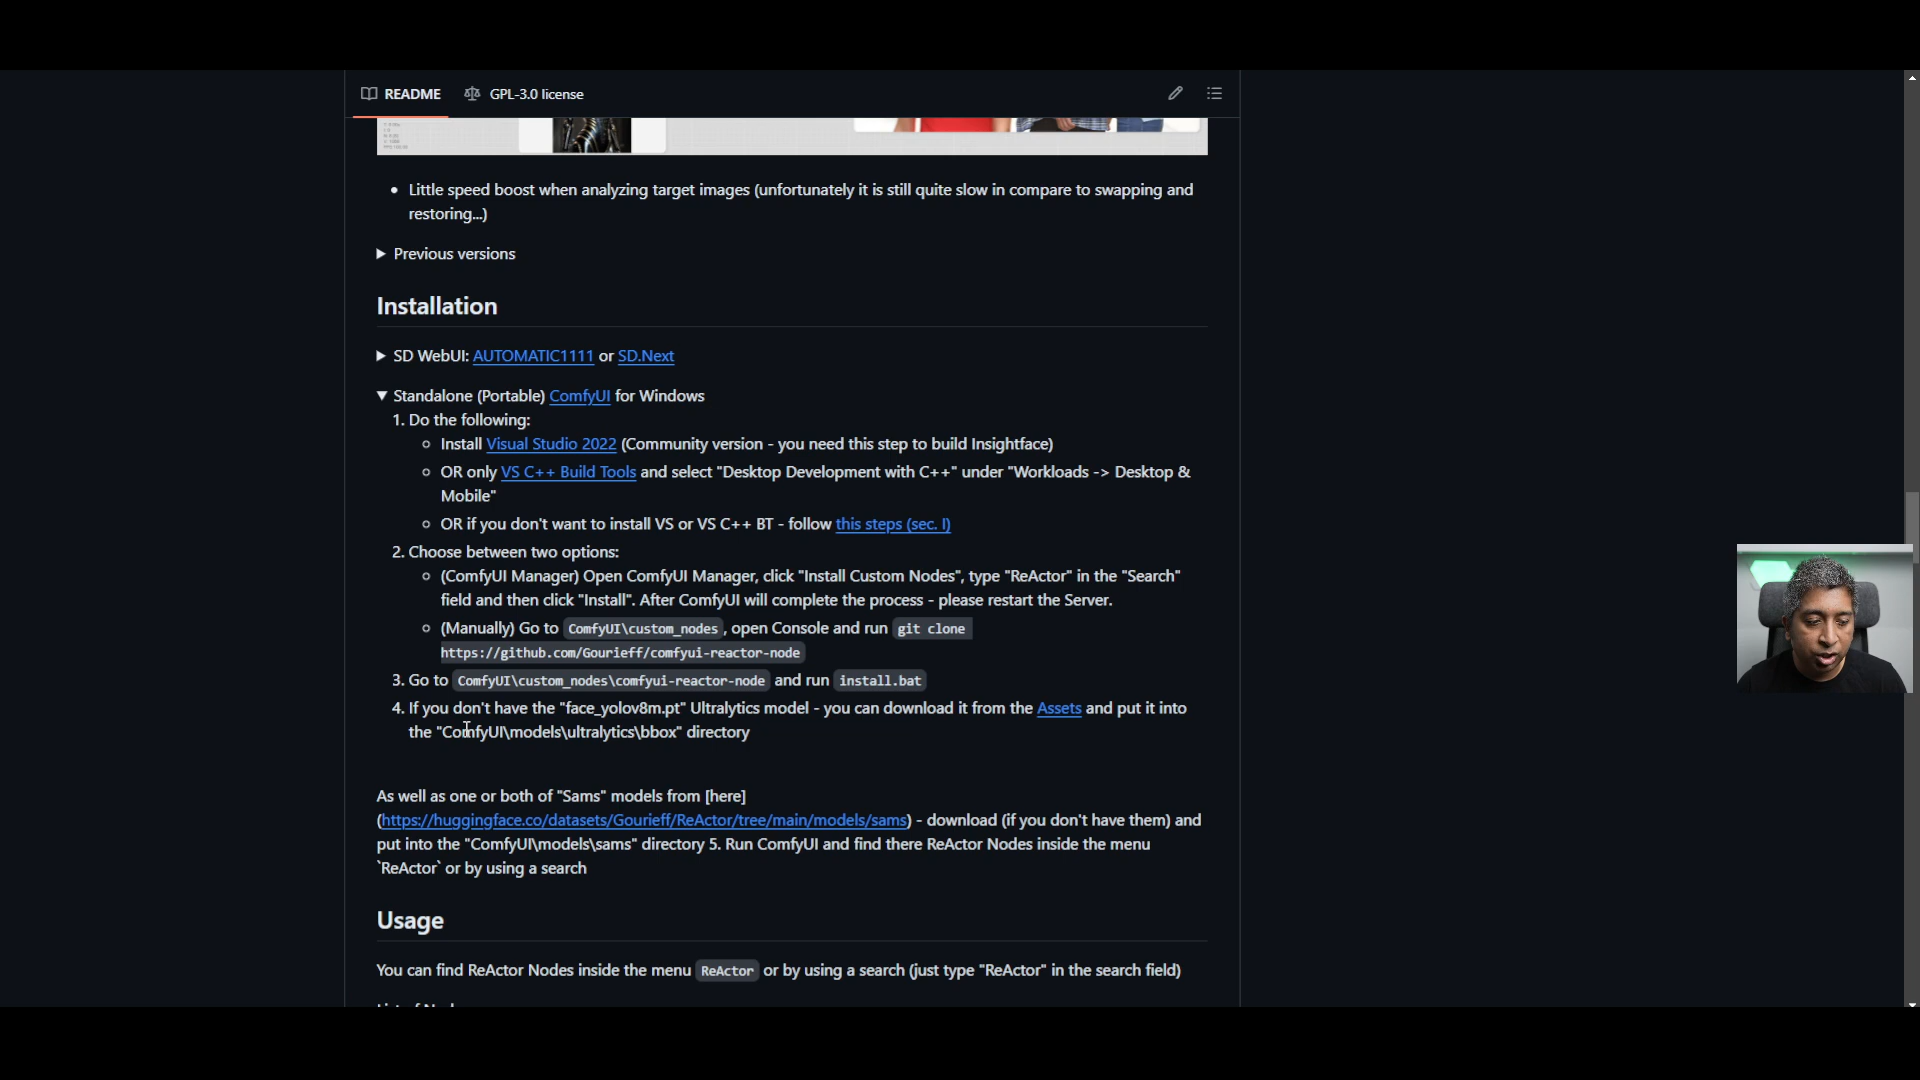 README GPL-3.0 license
• Little speed boost when analyzing target images (unfortunately it is still quite slow in compare to swapping and
restoring...)
▶ Previous versions
Installation
▶ SD WebUI: AUTOMATIC1111 or SD.Next
▼ Standalone (Portable) ComfyUI for Windows
1. Do the following:
○ Install Visual Studio 2022 (Community version - you need this step to build Insightface)
○ OR only VS C++ Build Tools and select "Desktop Development with C++" under "Workloads -> Desktop &
Mobile"
○ OR if you don't want to install VS or VS C++ BT - follow this steps (sec. I)
2. Choose between two options:
○ (ComfyUI Manager) Open ComfyUI Manager, click "Install Custom Nodes", type "ReActor" in the "Search"
field and then click "Install". After ComfyUI will complete the process - please restart the Server.
○ (Manually) Go to ComfyUI\custom_nodes , open Console and run git clone
https://github.com/Gourieff/comfyui-reactor-node
3. Go to ComfyUI\custom_nodes\comfyui-reactor-node and run install.bat
4. If you don't have the "face_yolov8m.pt" Ultralytics model - you can download it from the Assets and put it into
the "ComfyUI\models\ultralytics\bbox" directory
As well as one or both of "Sams" models from [here]
(https://huggingface.co/datasets/Gourieff/ReActor/tree/main/models/sams) - download (if you don't have them) and
put into the "ComfyUI\models\sams" directory 5. Run ComfyUI and find there ReActor Nodes inside the menu
`ReActor` or by using a search
Usage
You can find ReActor Nodes inside the menu ReActor or by using a search (just type "ReActor" in the search field)